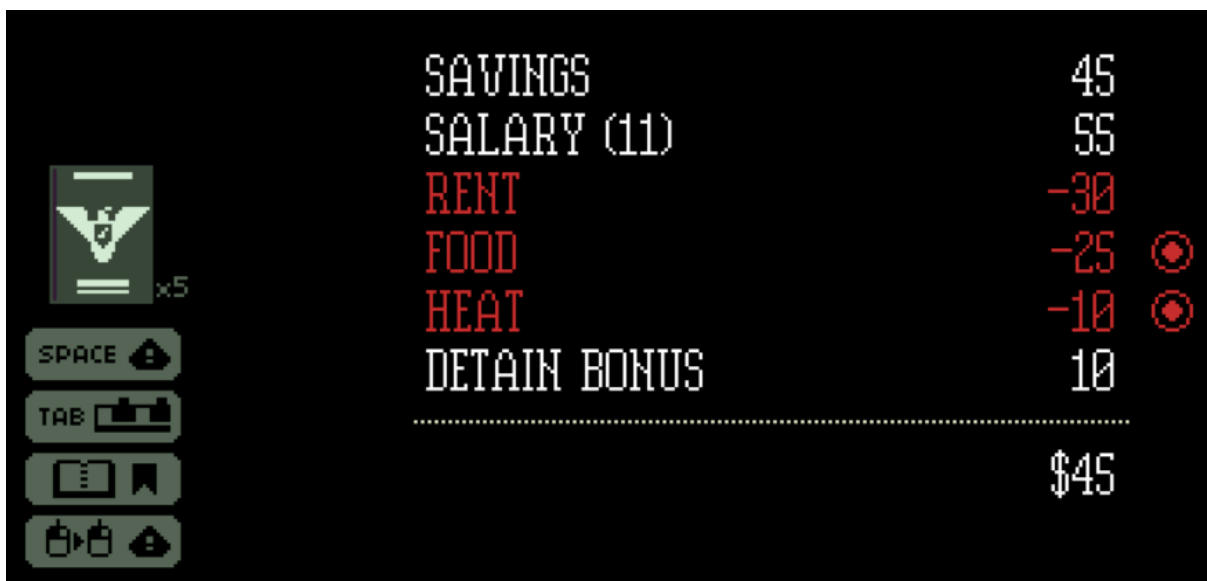 SAVINGS 45
SALARY (11) 55
RENT -30
FOOD -25
HEAT -10
DETAIN BONUS 10
$45
x5
SPACE
TAB